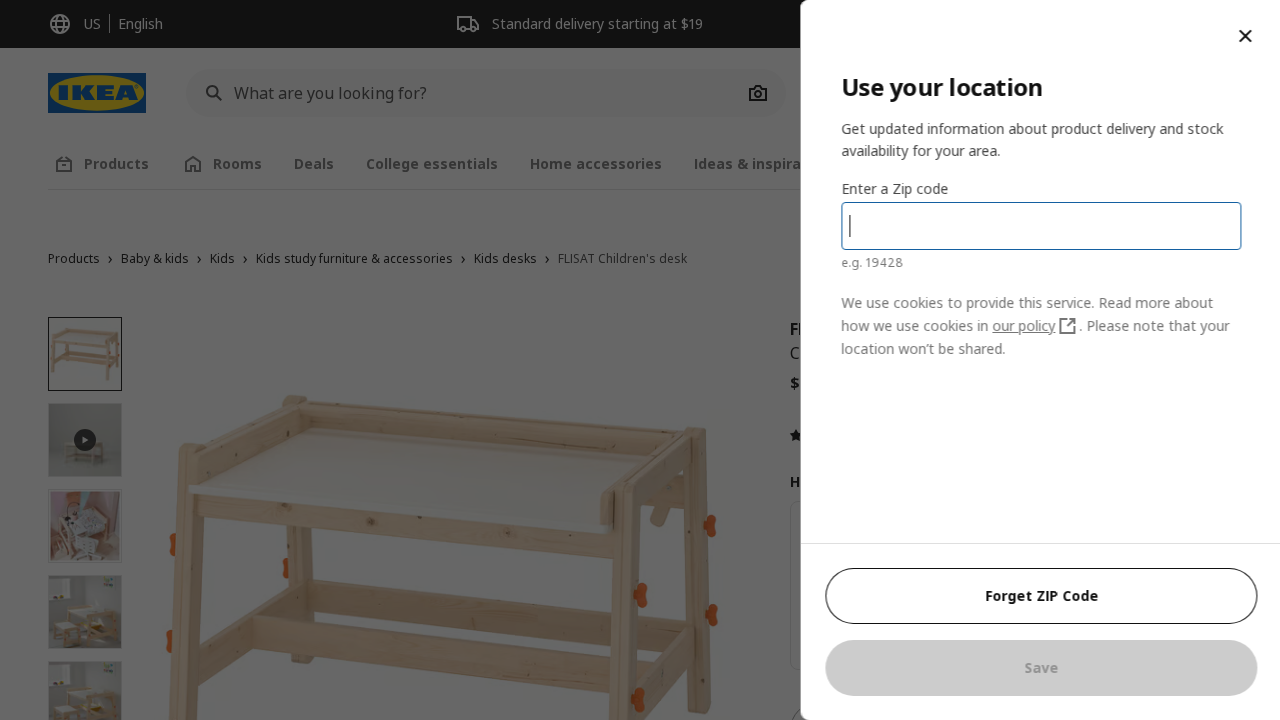 US
English
Standard delivery starting at $19
IKEA
What are you looking for?
Products
Rooms
Deals
College essentials
Home accessories
Ideas & inspira
Products › Baby & kids › Kids › Kids study furniture & accessories › Kids desks › FLISAT Children's desk
F
C
$
H
Use your location
Get updated information about product delivery and stock
availability for your area.
Enter a Zip code
e.g. 19428
We use cookies to provide this service. Read more about
how we use cookies in our policy . Please note that your
location won’t be shared.
Forget ZIP Code
Save